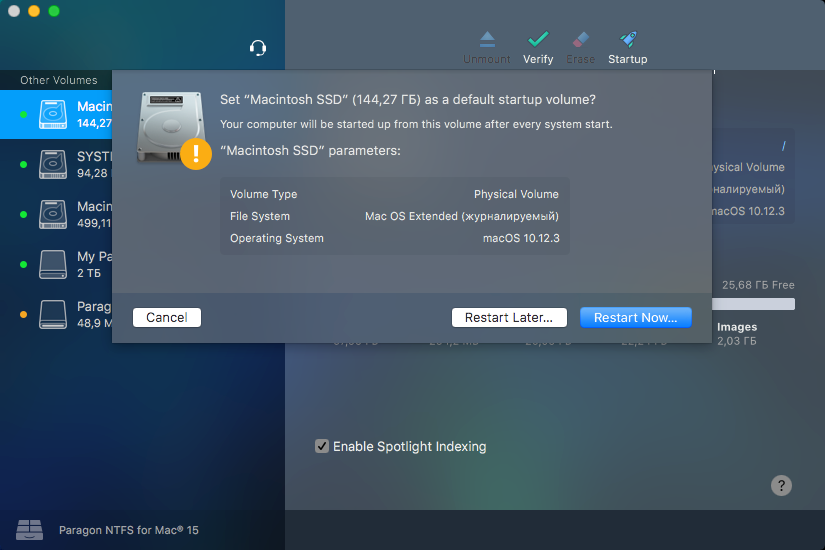 Unmount
Verify
Erase
Startup
Other Volumes
Macin
144,27
SYST
94,28
Macin
499,11
My Pa
2 ТБ
Parag
48,9 M
Set “Macintosh SSD” (144,27 ГБ) as a default startup volume?
Your computer will be started up from this volume after every system start.
“Macintosh SSD” parameters:
Volume Type Physical Volume
File System Mac OS Extended (журналируемый)
Operating System macOS 10.12.3
Cancel
Restart Later...
Restart Now...
/
ysical Volume
налируемый)
nacOS 10.12.3
25,68 ГБ Free
Images
2,03 ГБ
Enable Spotlight Indexing
?
Paragon NTFS for Mac® 15